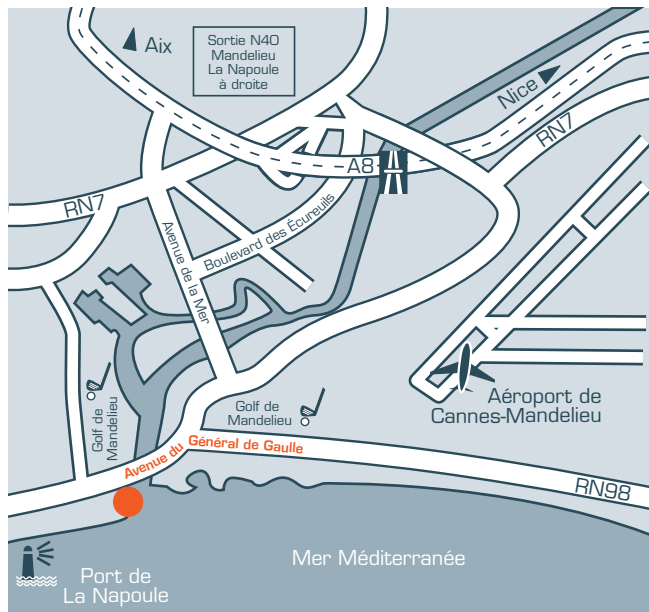 Aix
Sortie N40
Mandelieu
La Napoule
à droite
Nice
RN7
A8
RN7
Boulevard des Écureuils
Avenue de la Mer
Aéroport de
Cannes-Mandelieu
Golf de
Mandelieu
Golf de
Mandelieu
Avenue du Général de Gaulle
RN98
Mer Méditerranée
Port de
La Napoule